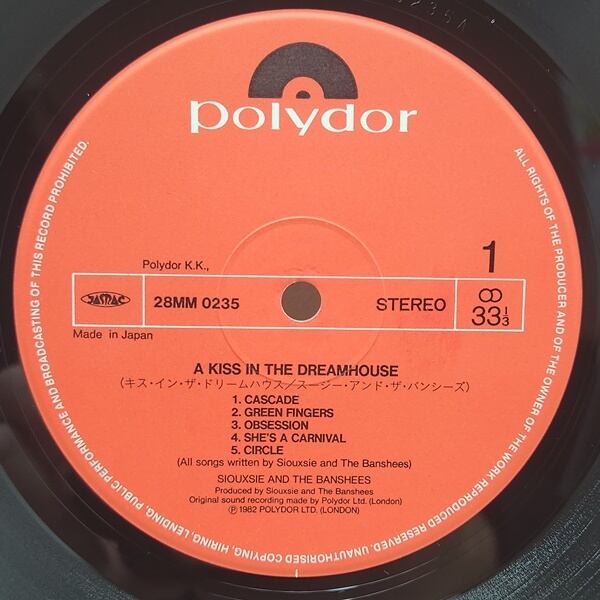 polydor
1
Polydor K.K.,
JASRAC
28MM 0235
STEREO
33 1/3
Made in Japan
A KISS IN THE DREAMHOUSE
(キス・イン・ザ・ドリームハウス/スージー・アンド・ザ・バンシーズ)
1. CASCADE
2. GREEN FINGERS
3. OBSESSION
4. SHE'S A CARNIVAL
5. CIRCLE
(All songs written by Siouxsie and The Banshees)
SIOUXSIE AND THE BANSHEES
Produced by Siouxsie and The Banshees
Original sound recording made by Polydor Ltd. (London)
Ⓟ 1982 POLYDOR LTD. (LONDON)
ALL RIGHTS OF THE PRODUCER AND OF THE OWNER OF THE WORK REPRODUCED RESERVED. UNAUTHORISED COPYING, HIRING, LENDING, PUBLIC PERFORMANCE AND BROADCASTING OF THIS RECORD PROHIBITED.